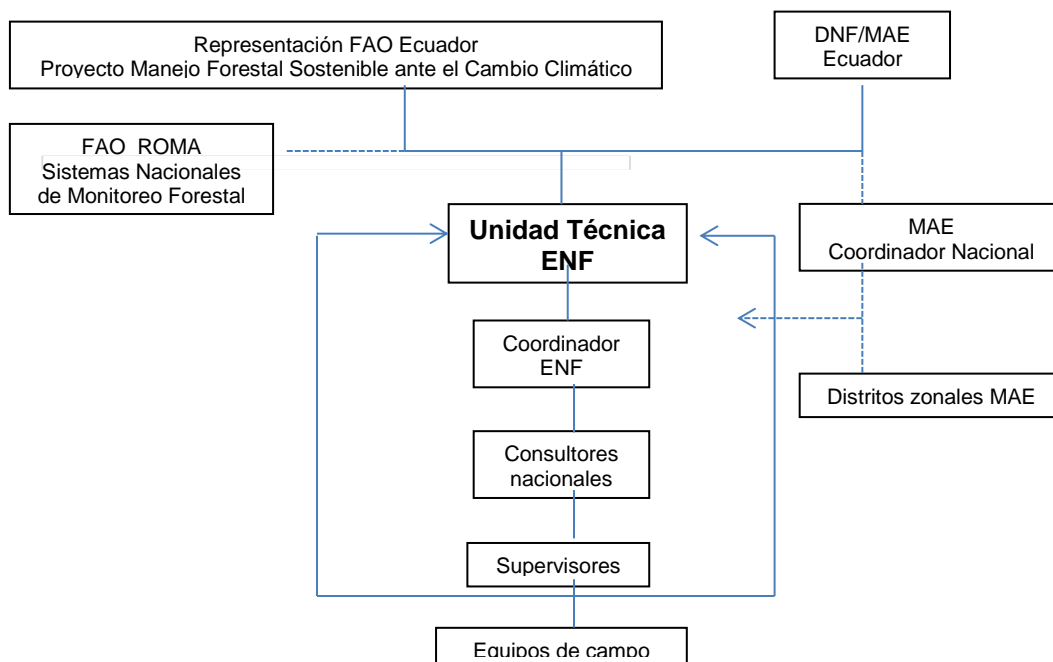 Representación FAO Ecuador
Proyecto Manejo Forestal Sostenible ante el Cambio Climático
DNF/MAE
Ecuador
FAO ROMA
Sistemas Nacionales
de Monitoreo Forestal
Unidad Técnica
ENF
MAE
Coordinador Nacional
Coordinador
ENF
Distritos zonales MAE
Consultores
nacionales
Supervisores
Equipos de campo